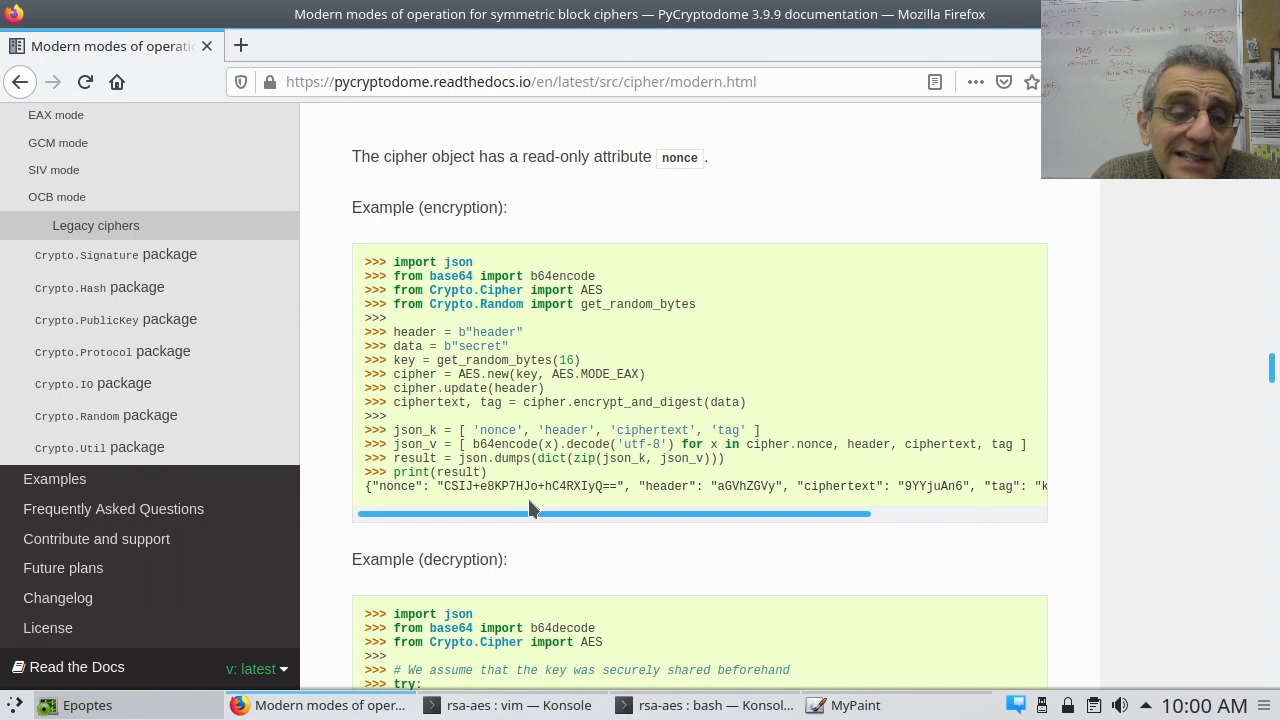 Modern modes of operation for symmetric block ciphers — PyCryptodome 3.9.9 documentation — Mozilla Firefox
Modern modes of operatio
https://pycryptodome.readthedocs.io/en/latest/src/cipher/modern.html
EAX mode
GCM mode
SIV mode
OCB mode
Legacy ciphers
Crypto.Signature package
Crypto.Hash package
Crypto.PublicKey package
Crypto.Protocol package
Crypto.IO package
Crypto.Random package
Crypto.Util package
Examples
Frequently Asked Questions
Contribute and support
Future plans
Changelog
License
Read the Docs
v: latest
The cipher object has a read-only attribute nonce.
Example (encryption):
>>> import json
>>> from base64 import b64encode
>>> from Crypto.Cipher import AES
>>> from Crypto.Random import get_random_bytes
>>>
>>> header = b"header"
>>> data = b"secret"
>>> key = get_random_bytes(16)
>>> cipher = AES.new(key, AES.MODE_EAX)
>>> cipher.update(header)
>>> ciphertext, tag = cipher.encrypt_and_digest(data)
>>>
>>> json_k = [ 'nonce', 'header', 'ciphertext', 'tag' ]
>>> json_v = [ b64encode(x).decode('utf-8') for x in cipher.nonce, header, ciphertext, tag ]
>>> result = json.dumps(dict(zip(json_k, json_v)))
>>> print(result)
{"nonce": "CSIJ+e8KP7HJo+hC4RXIyQ==", "header": "aGVhZGVy", "ciphertext": "9YYjuAn6", "tag": "k
Example (decryption):
>>> import json
>>> from base64 import b64decode
>>> from Crypto.Cipher import AES
>>>
>>> # We assume that the key was securely shared beforehand
>>> try:
Epoptes
Modern modes of oper...
rsa-aes : vim — Konsole
rsa-aes : bash — Konsol...
MyPaint
10:00 AM